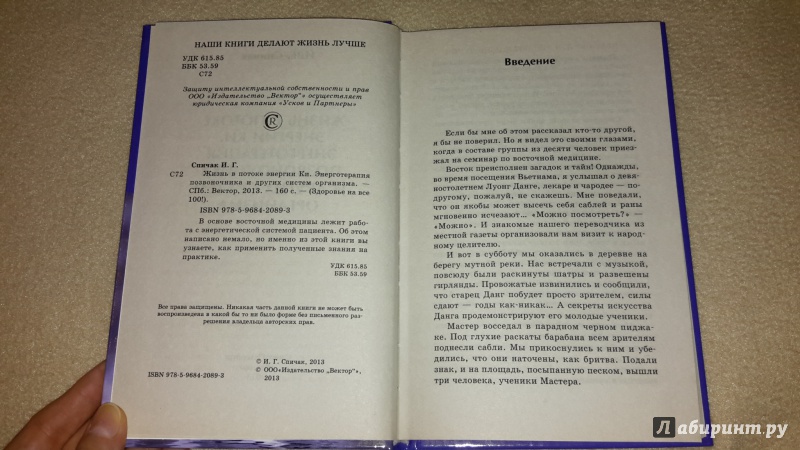 НАШИ КНИГИ ДЕЛАЮТ ЖИЗНЬ ЛУЧШЕ
УДК 615.85
ББК 53.59
С72
Защиту интеллектуальной собственности и прав
ООО «Издательство „Вектор"» осуществляет
юридическая компания «Усков и Партнеры»
Спичак И. Г.
С72 Жизнь в потоке энергии Ки. Энерготерапия
позвоночника и других систем организма. —
СПб.: Вектор, 2013. — 160 с. — (Здоровье на все
100!).
ISBN 978-5-9684-2089-3
В основе восточной медицины лежит рабо-
та с энергетической системой пациента. Об этом
написано немало, но именно из этой книги вы
узнаете, как применить полученные знания на
практике.
УДК 615.85
ББК 53.59
Все права защищены. Никакая часть данной книги не может быть
воспроизведена в какой бы то ни было форме без письменного раз-
решения владельца авторских прав.
© И. Г. Спичак, 2013
© ООО«Издательство „Вектор"»,
2013
ISBN 978-5-9684-2089-3
Введение
Если бы мне об этом рассказал кто-то другой,
я бы не поверил. Но я видел это своими глазами,
когда в составе группы из десяти человек приез-
жал на семинар по восточной медицине.
Восток преисполнен загадок и тайн! Однажды,
во время посещения Вьетнама, я услышал о девя-
ностолетнем Луонг Данге, лекаре и чародее — по-
другому, пожалуй, не скажешь. Мне поведали,
что он якобы может высечь себя саблей и раны
мгновенно исчезают... «Можно посмотреть?» —
«Можно». И знакомые нашего переводчика из
местной газеты организовали нам визит к народ-
ному целителю.
И вот в субботу мы оказались в деревне на
берегу мутной реки. Нас встречали с музыкой,
повсюду были раскинуты шатры и развешены
гирлянды. Провожатые извинились и сообщили,
что старец Данг побудет просто зрителем, силы
сдают — годы как-никак... А секреты искусства
Данга продемонстрируют его молодые ученики.
Мастер восседал в парадном черном пиджа-
ке. Под глухие раскаты барабана всем зрителям
поднесли сабли. Мы прикоснулись к ним и убе-
дились, что они наточены, как бритва. Подали
знак, и на площадь, посыпанную песком, вышли
три человека, ученики Мастера.
Лабиринт.ру